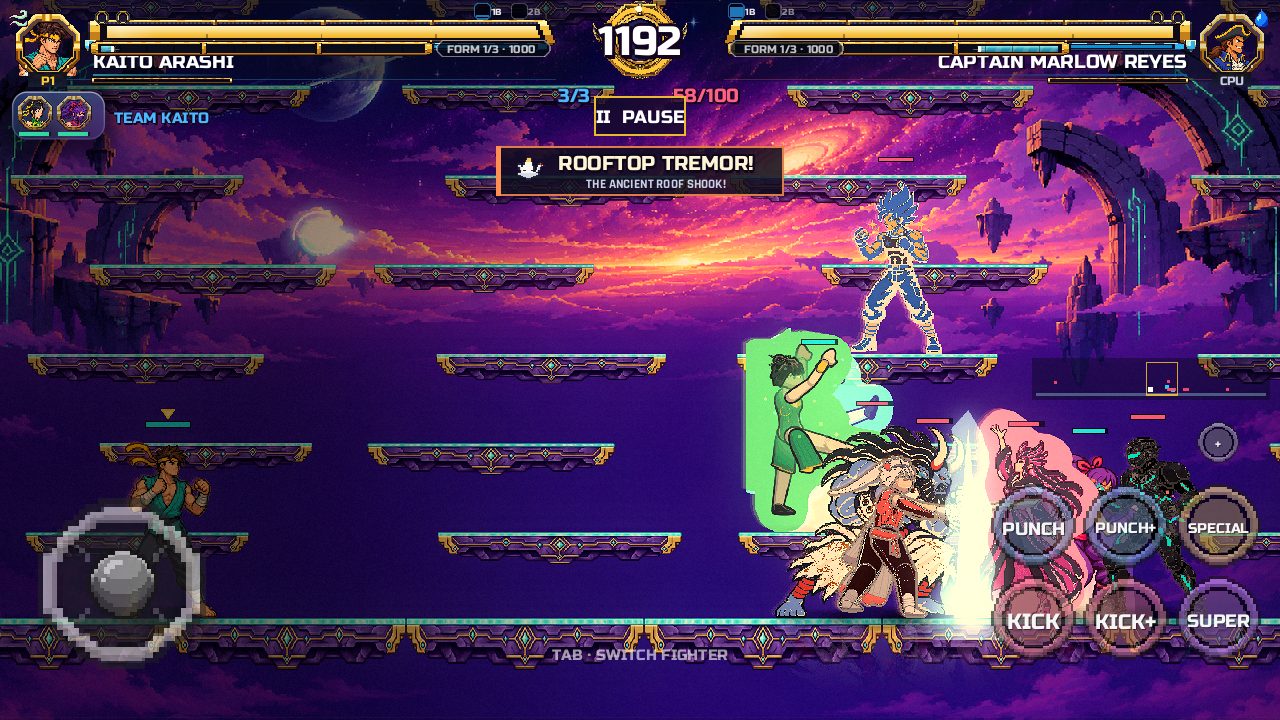 1B 2B
1192
1B 2B
FORM 1/3 · 1000
FORM 1/3 · 1000
KAITO ARASHI
CAPTAIN MARLOW REYES
P1
CPU
3/3
58/100
TEAM KAITO
II PAUSE
ROOFTOP TREMOR!
THE ANCIENT ROOF SHOOK!
+
PUNCH
PUNCH+
SPECIAL
KICK
KICK+
SUPER
TAB · SWITCH FIGHTER